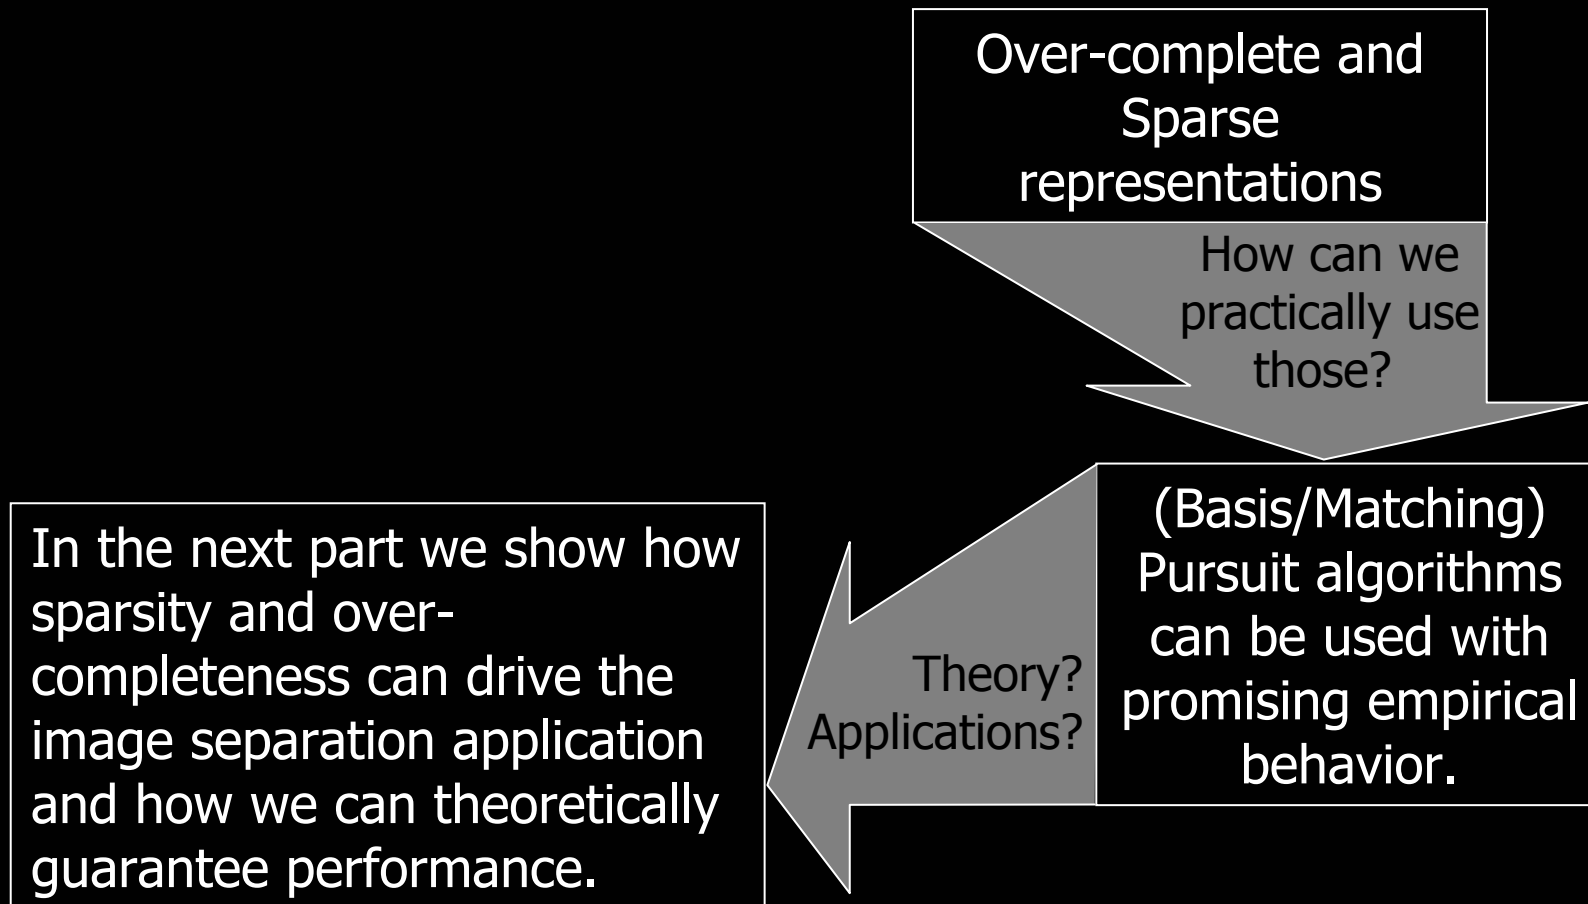 Over-complete and
Sparse
representations
How can we
practically use
those?
(Basis/Matching)
Pursuit algorithms
can be used with
promising empirical
behavior.
Theory?
Applications?
In the next part we show how
sparsity and over-
completeness can drive the
image separation application
and how we can theoretically
guarantee performance.